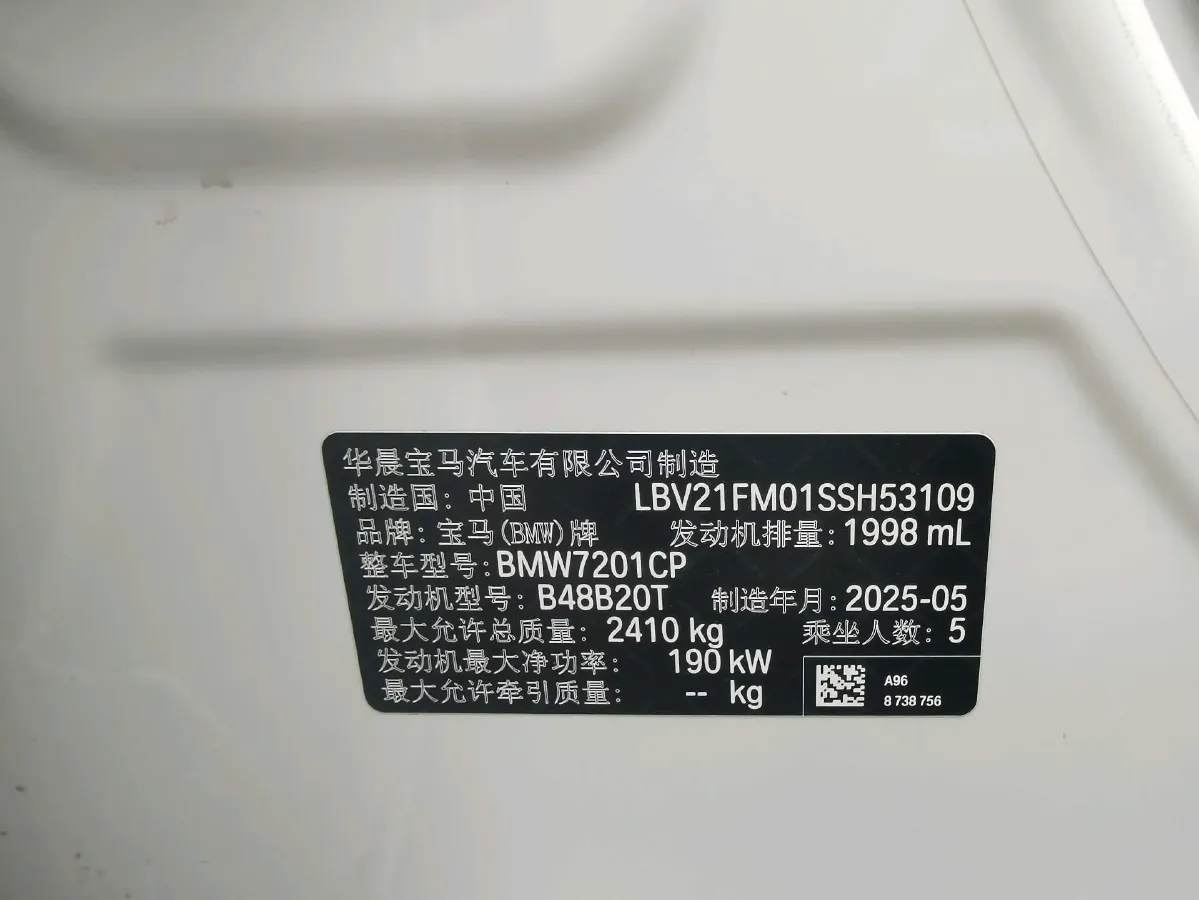 华晨宝马汽车有限公司制造
制造国：中国 LBV21FM01SSH53109
品牌：宝马(BMW)牌 发动机排量：1998 mL
整车型号：BMW7201CP
发动机型号：B48B20T 制造年月：2025-05
最大允许总质量：2410 kg 乘坐人数：5
发动机最大净功率：190 kW
最大允许牵引质量：-- kg
A96
8 738 756